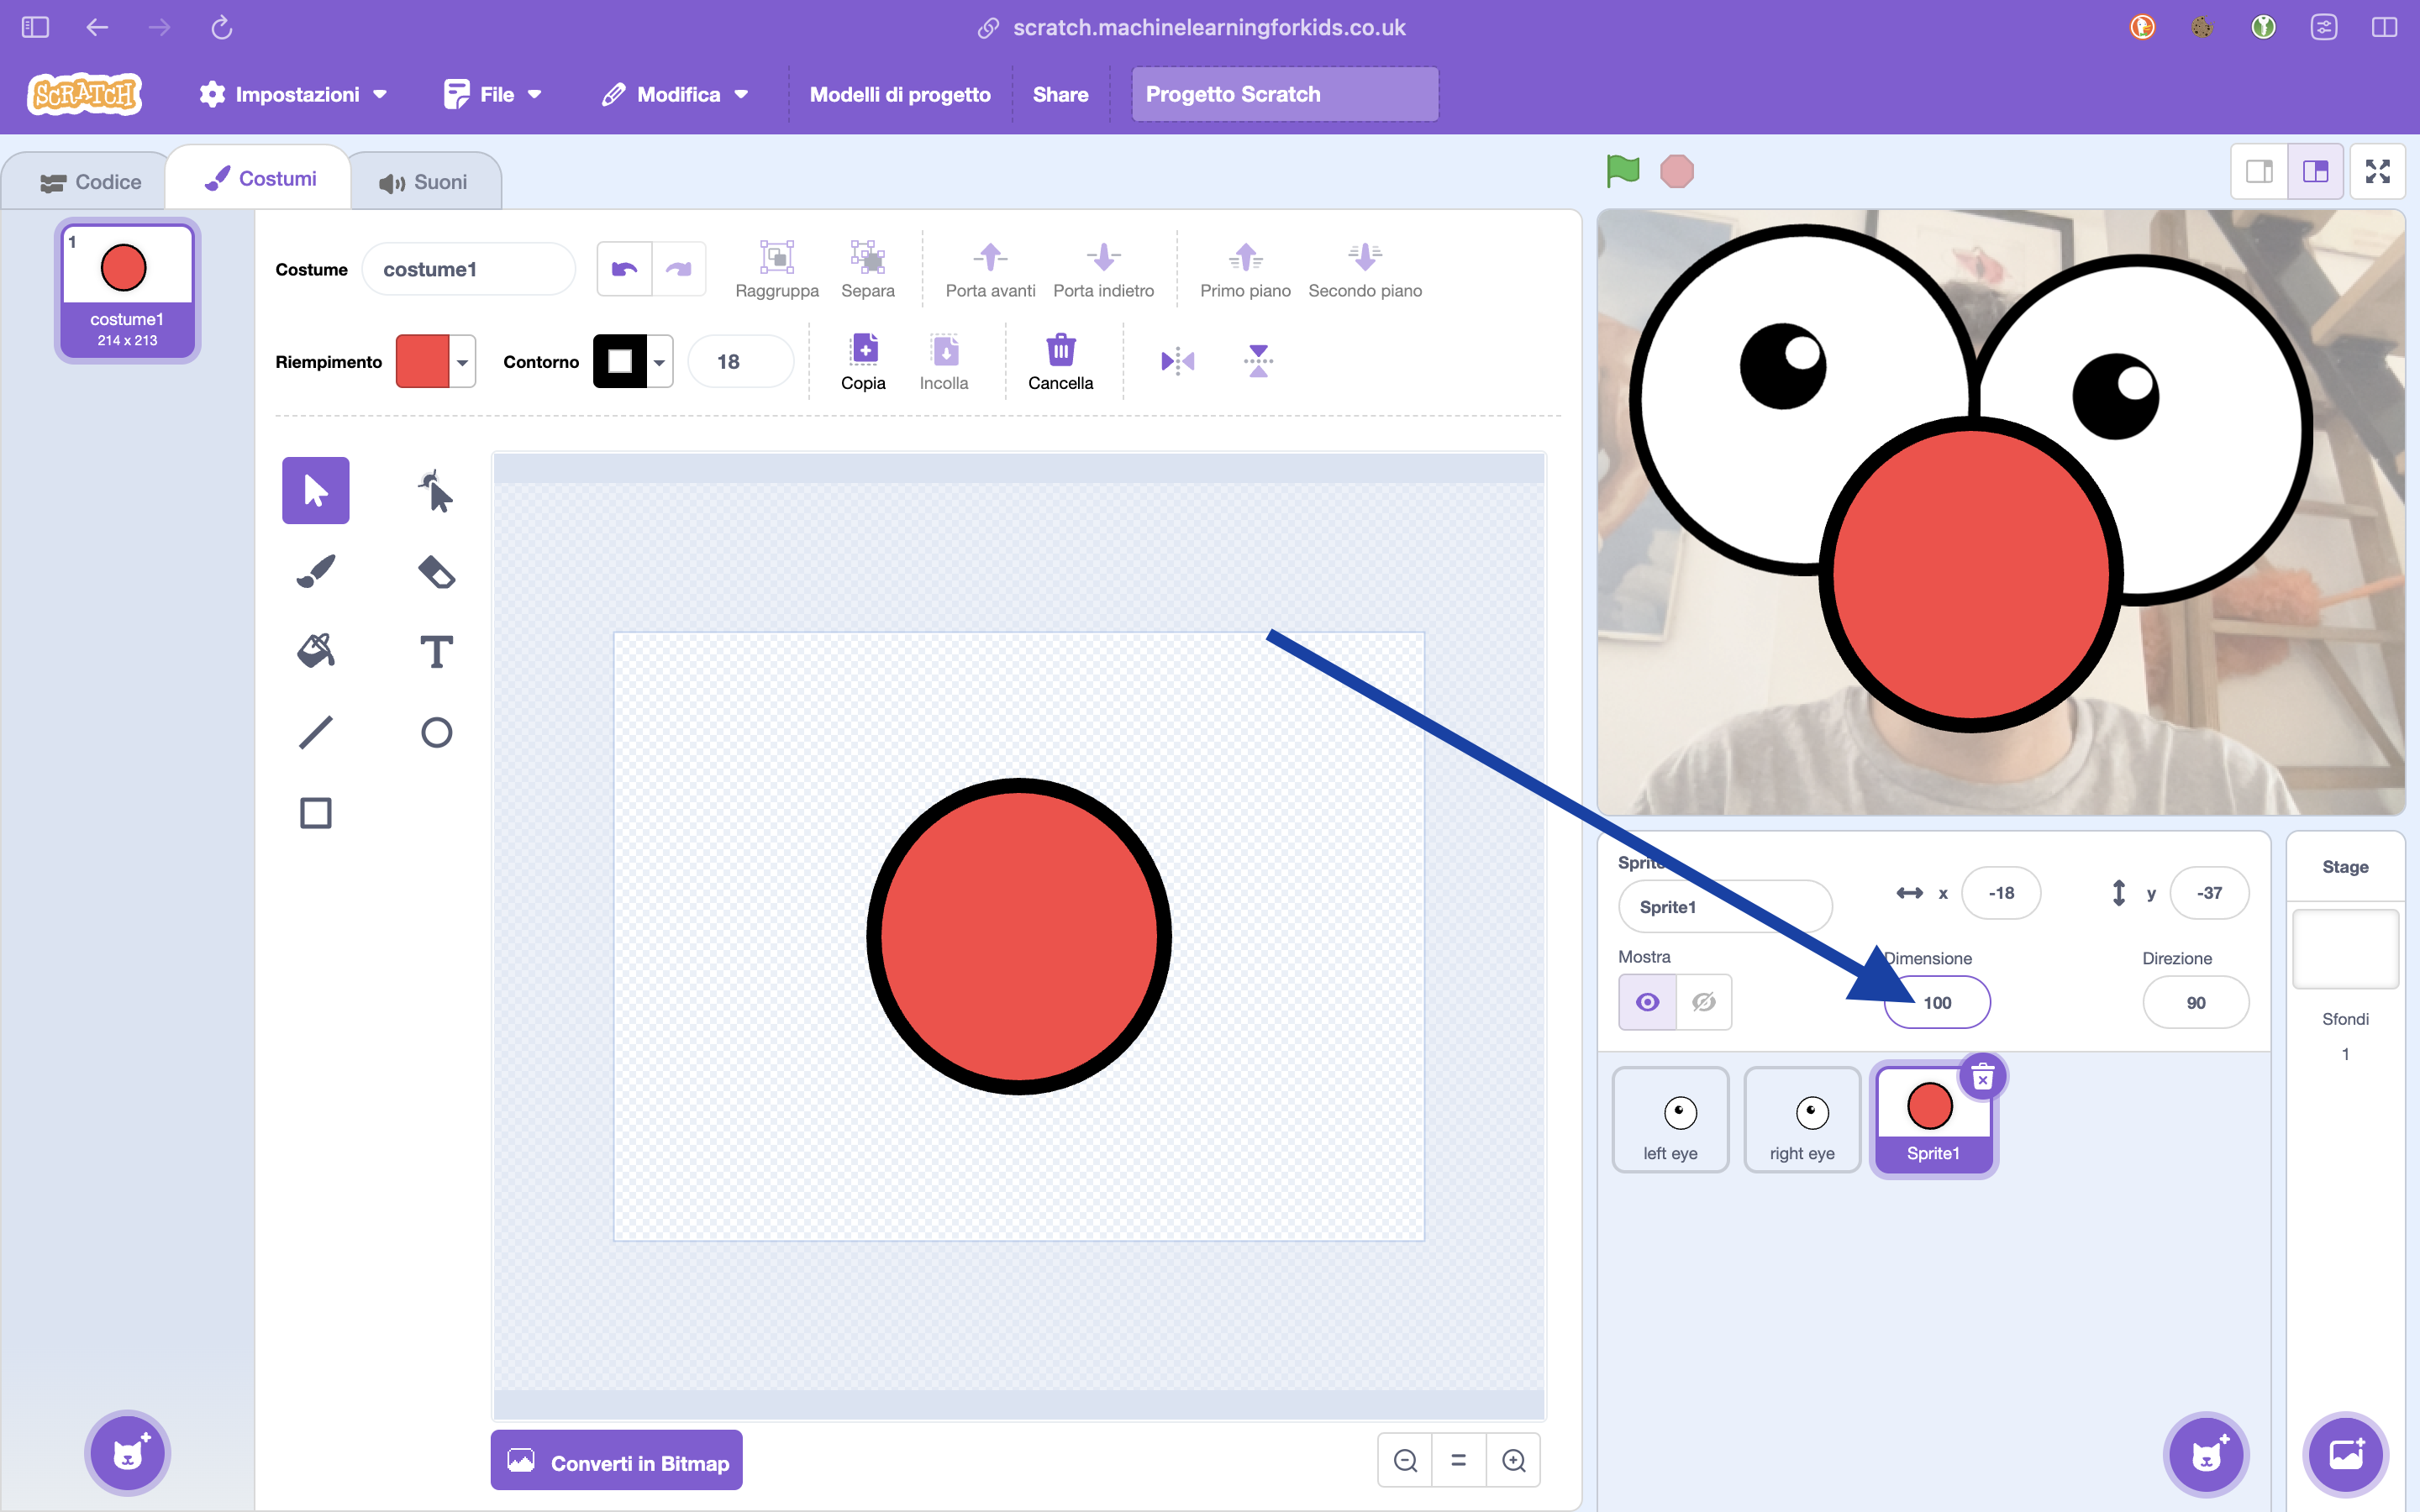 scratch.machinelearningforkids.co.uk
SCRATCH
Impostazioni
File
Modifica
Modelli di progetto
Share
Progetto Scratch
Codice
Costumi
Suoni
1
costume1
214 x 213
Costume
costume1
Raggruppa
Separa
Porta avanti
Porta indietro
Primo piano
Secondo piano
Riempimento
Contorno
18
Copia
Incolla
Cancella
T
Converti in Bitmap
Sprite
Sprite1
x
-18
y
-37
Mostra
Dimensione
100
Direzione
90
left eye
right eye
Sprite1
Stage
Sfondi
1